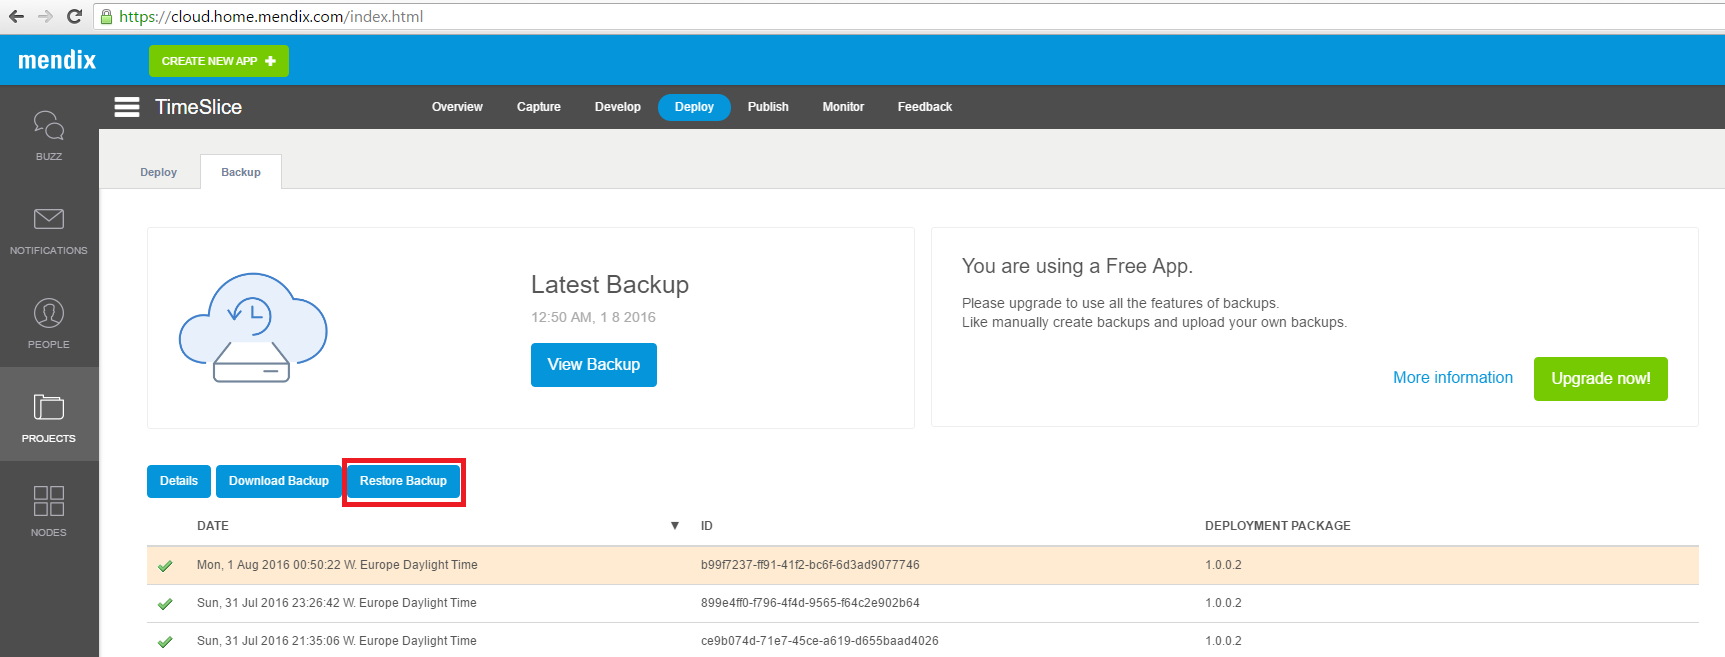 https://cloud.home.mendix.com/index.html
mendix
CREATE NEW APP
TimeSlice
Overview Capture Develop Deploy Publish Monitor Feedback
BUZZ
NOTIFICATIONS
PEOPLE
PROJECTS
NODES
Deploy Backup
Latest Backup
12:50 AM, 1 8 2016
View Backup
You are using a Free App.
Please upgrade to use all the features of backups.
Like manually create backups and upload your own backups.
More information Upgrade now!
Details Download Backup Restore Backup
DATE ▼ ID DEPLOYMENT PACKAGE
Mon, 1 Aug 2016 00:50:22 W. Europe Daylight Time b99f7237-ff91-41f2-bc6f-6d3ad9077746 1.0.0.2
Sun, 31 Jul 2016 23:26:42 W. Europe Daylight Time 899e4ff0-f796-4f4d-9565-f64c2e902b64 1.0.0.2
Sun, 31 Jul 2016 21:35:06 W. Europe Daylight Time ce9b074d-71e7-45ce-a619-d655baad4026 1.0.0.2